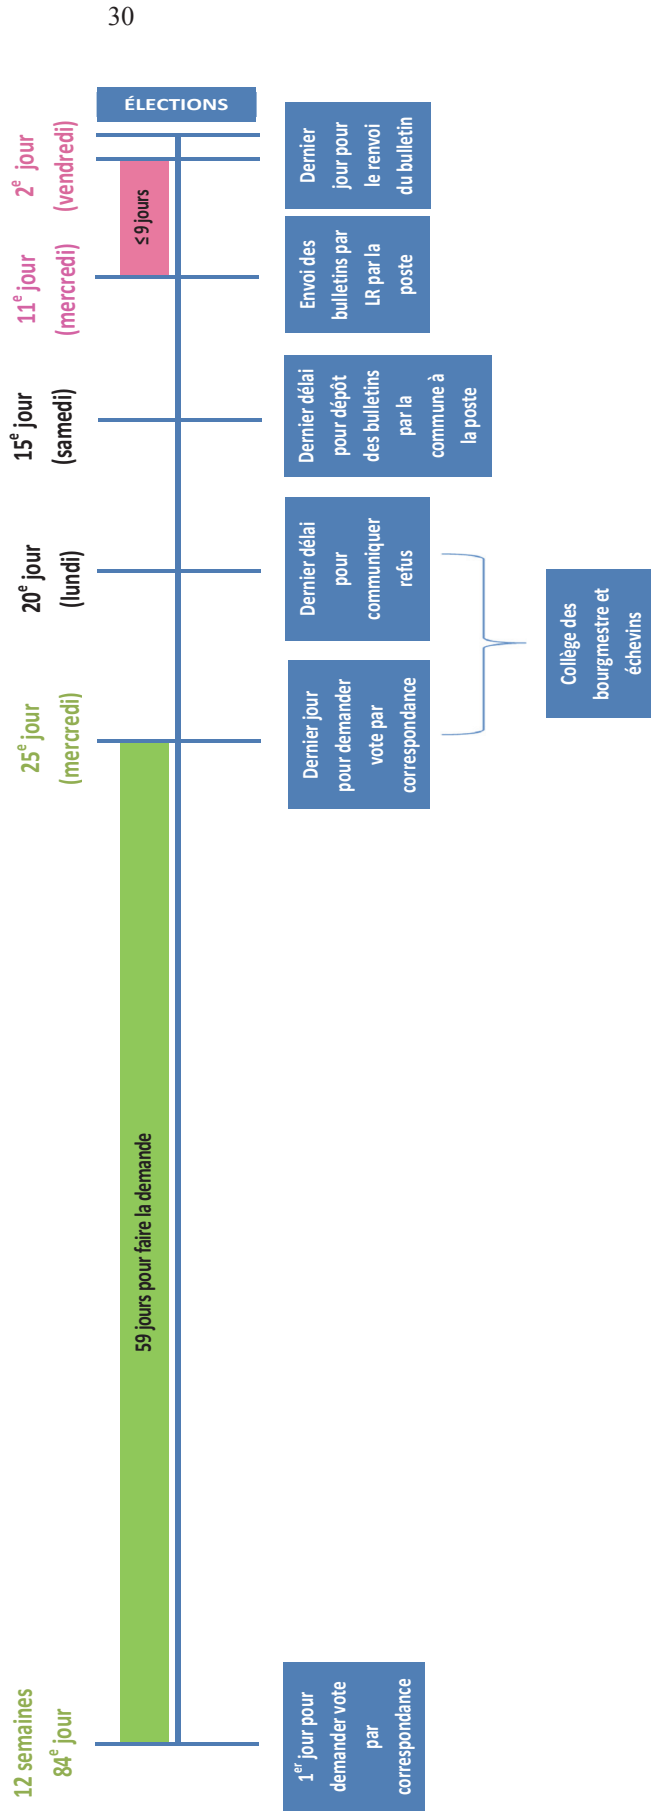 30
12 semaines
84e jour
25e jour
(mercredi)
20e jour
(lundi)
15e jour
(samedi)
11e jour
(mercredi)
2e jour
(vendredi)
59 jours pour faire la demande
≤ 9 jours
ÉLECTIONS
1er jour pour
demander vote
par
correspondance
Dernier jour
pour demander
vote par
correspondance
Dernier délai
pour
communiquer
refus
Dernier délai
pour dépôt
des bulletins
par la
commune à
la poste
Envoi des
bulletins par
LR par la
poste
Dernier
jour pour
le renvoi
du bulletin
Collège des
bourgmestre et
échevins